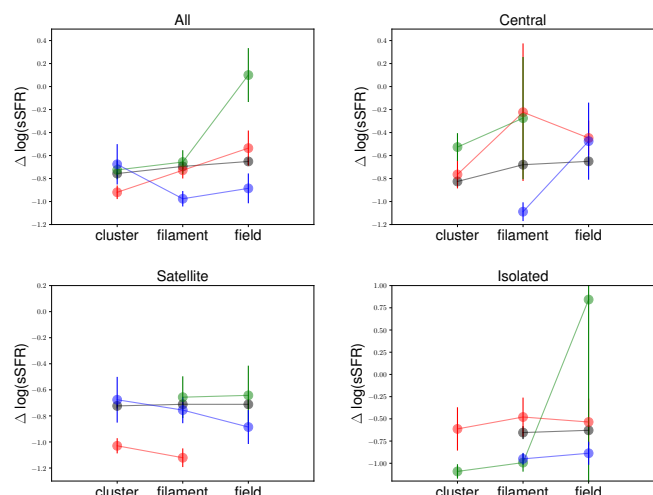 All
Δ log(sSFR)
0.4
0.2
0.0
−0.2
−0.4
−0.6
−0.8
−1.0
−1.2
cluster filament field
Central
Δ log(sSFR)
0.4
0.2
0.0
−0.2
−0.4
−0.6
−0.8
−1.0
−1.2
cluster filament field
Satellite
Δ log(sSFR)
0.2
0.0
−0.2
−0.4
−0.6
−0.8
−1.0
−1.2
cluster filament field
Isolated
Δ log(sSFR)
1.00
0.75
0.50
0.25
0.00
−0.25
−0.50
−0.75
−1.00
cluster filament field